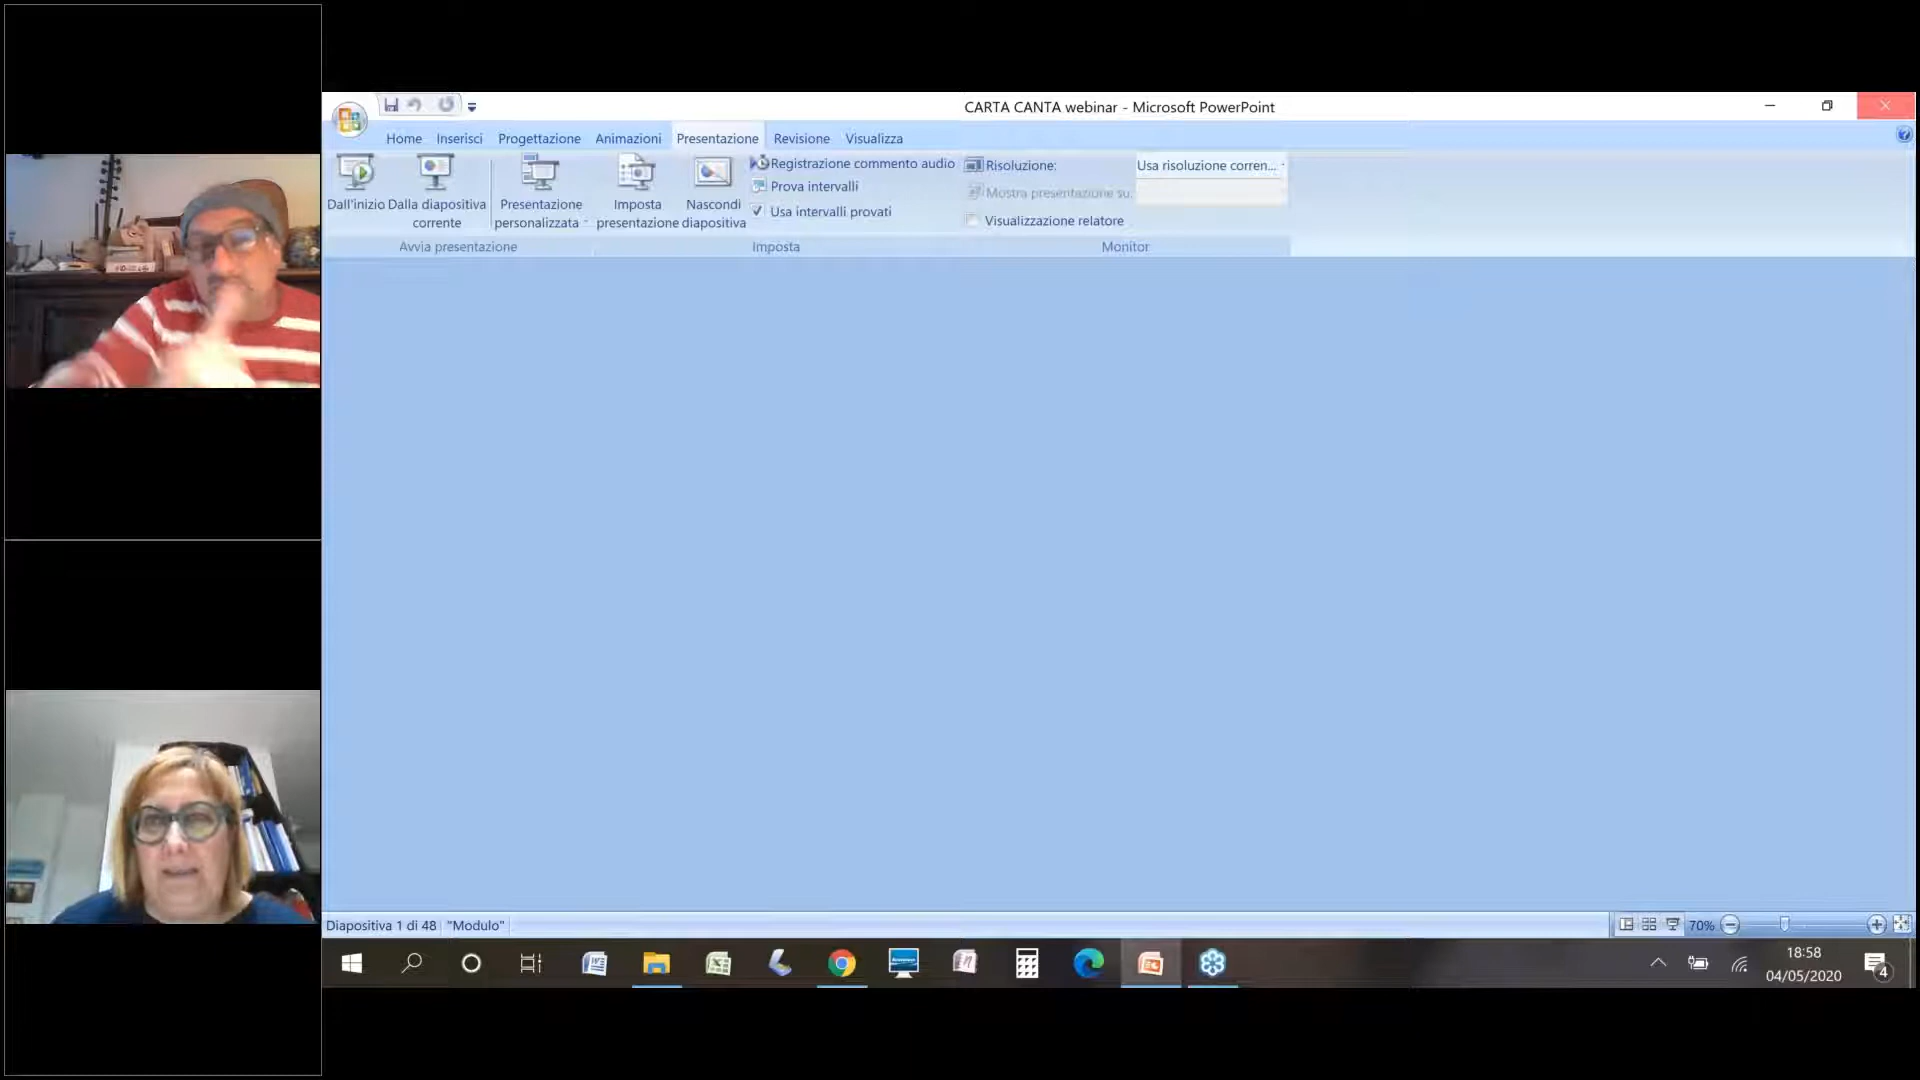 CARTA CANTA webinar - Microsoft PowerPoint
Home Inserisci Progettazione Animazioni Presentazione Revisione Visualizza
Dall'inizio
Dalla diapositiva
corrente
Presentazione
personalizzata
Imposta
presentazione
Nascondi
diapositiva
Registrazione commento audio
Prova intervalli
Usa intervalli provati
Risoluzione:
Usa risoluzione corren...
Mostra presentazione su:
Visualizzazione relatore
Avvia presentazione
Imposta
Monitor
Diapositiva 1 di 48 "Modulo"
70%
18:58
04/05/2020
4